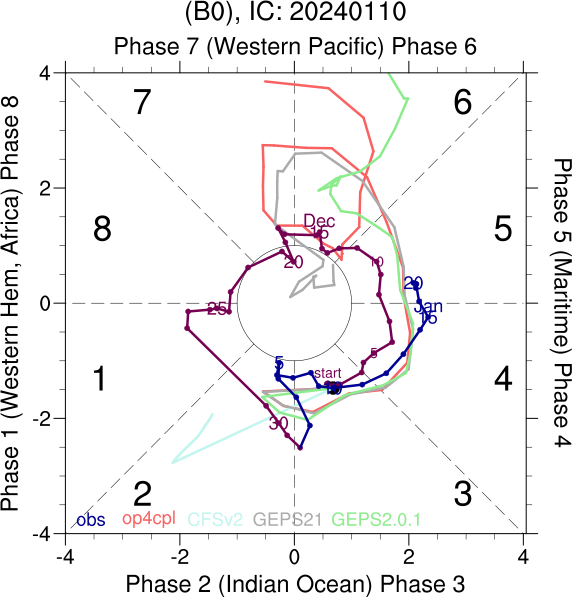 (B0), IC: 20240110
Phase 7 (Western Pacific) Phase 6
Phase 1 (Western Hem, Africa) Phase 8
Phase 5 (Maritime) Phase 4
4
2
0
-2
-4
7
6
8
5
1
4
2
3
Dec
15
20
10
25
20
Jan
15
5
5
start
30
obs
op4cpl
CFSv2
GEPS21
GEPS2.0.1
-4
-2
0
2
4
Phase 2 (Indian Ocean) Phase 3